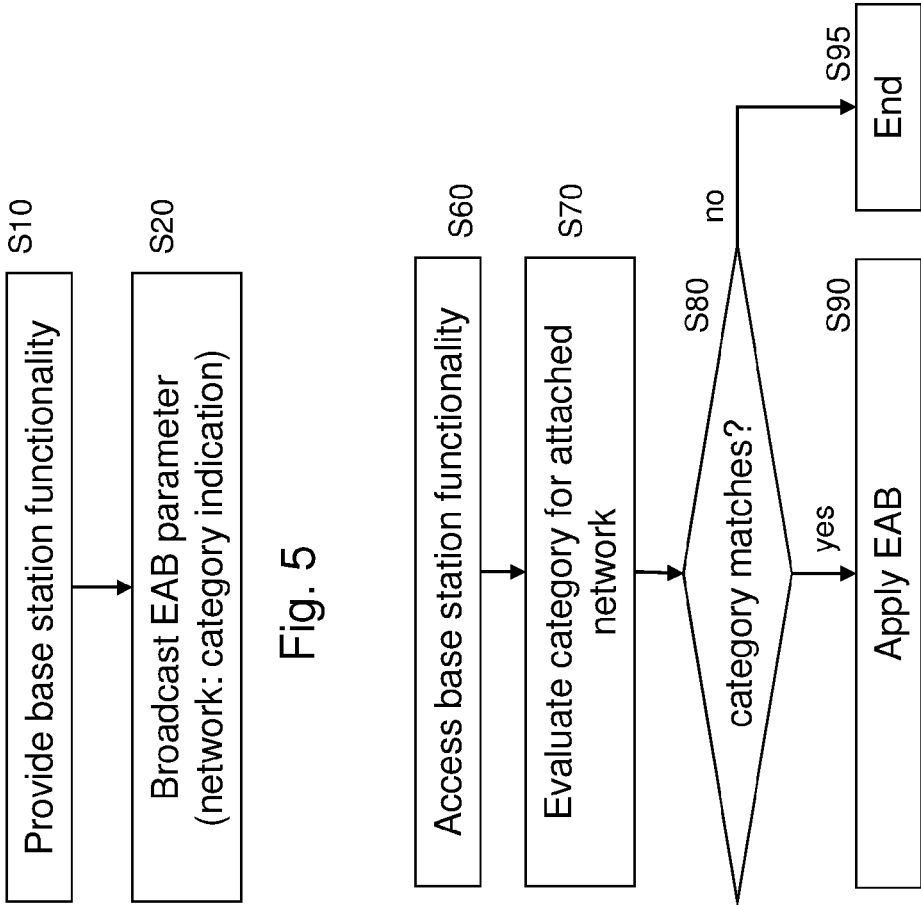 Provide base station functionality
S10
Broadcast EAB parameter
(network: category indication)
S20
Fig. 5
Access base station functionality
S60
Evaluate category for attached
network
S70
category matches?
S80
no
yes
Apply EAB
S90
End
S95